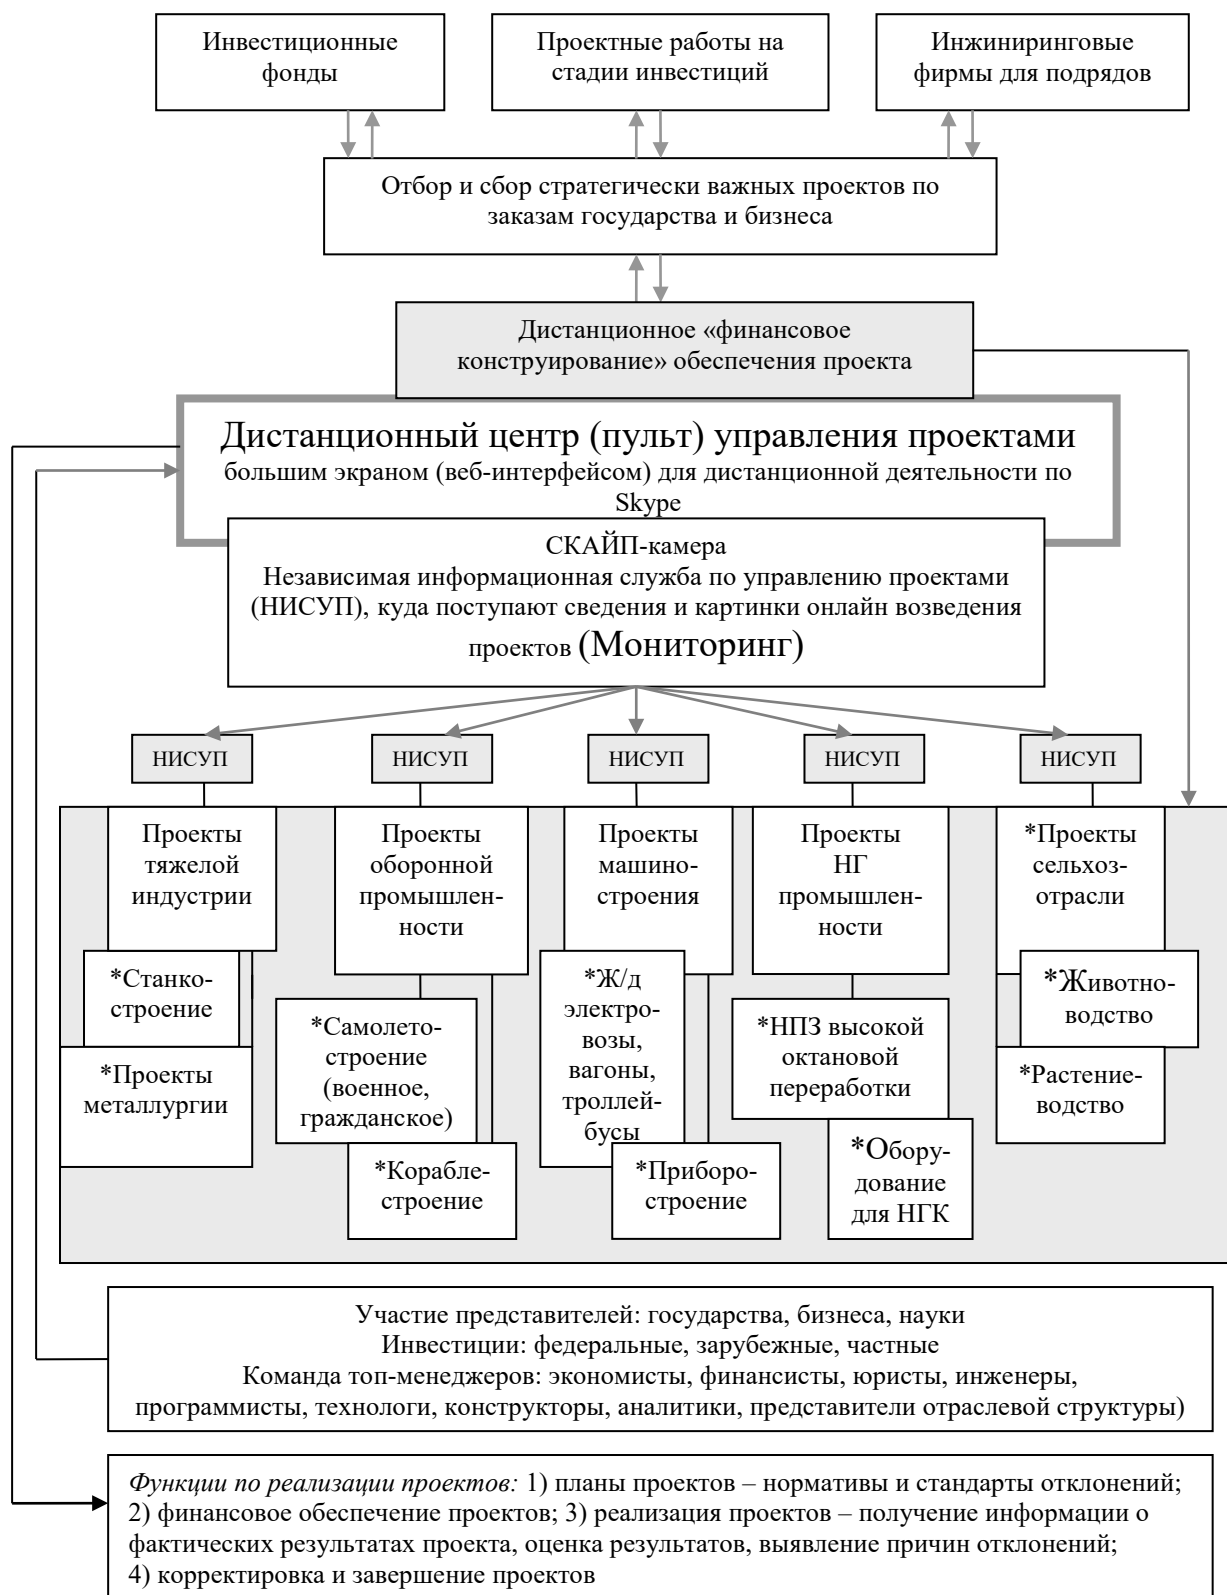 Инвестиционные
фонды
Проектные работы на
стадии инвестиций
Инжиниринговые
фирмы для подрядов
Отбор и сбор стратегически важных проектов по
заказам государства и бизнеса
Дистанционное «финансовое
конструирование» обеспечения проекта
Дистанционный центр (пульт) управления проектами
большим экраном (веб-интерфейсом) для дистанционной деятельности по
Skype
СКАЙП-камера
Независимая информационная служба по управлению проектами
(НИСУП), куда поступают сведения и картинки онлайн возведения
проектов (Мониторинг)
НИСУП
НИСУП
НИСУП
НИСУП
НИСУП
Проекты
тяжелой
индустрии
*Станко-
строение
*Проекты
металлургии
Проекты
оборонной
промышлен-
ности
*Самолето-
строение
(военное,
гражданское)
*Корабле-
строение
Проекты
машино-
строения
*Ж/д
электро-
возы,
вагоны,
троллей-
бусы
*Приборо-
строение
Проекты
НГ
промышлен-
ности
*НПЗ высокой
октановой
переработки
*Обору-
дование
для НГК
*Проекты
сельхоз-
отрасли
*Животно-
водство
*Растение-
водство
Участие представителей: государства, бизнеса, науки
Инвестиции: федеральные, зарубежные, частные
Команда топ-менеджеров: экономисты, финансисты, юристы, инженеры,
программисты, технологи, конструкторы, аналитики, представители отраслевой структуры)
Функции по реализации проектов: 1) планы проектов – нормативы и стандарты отклонений;
2) финансовое обеспечение проектов; 3) реализация проектов – получение информации о
фактических результатах проекта, оценка результатов, выявление причин отклонений;
4) корректировка и завершение проектов